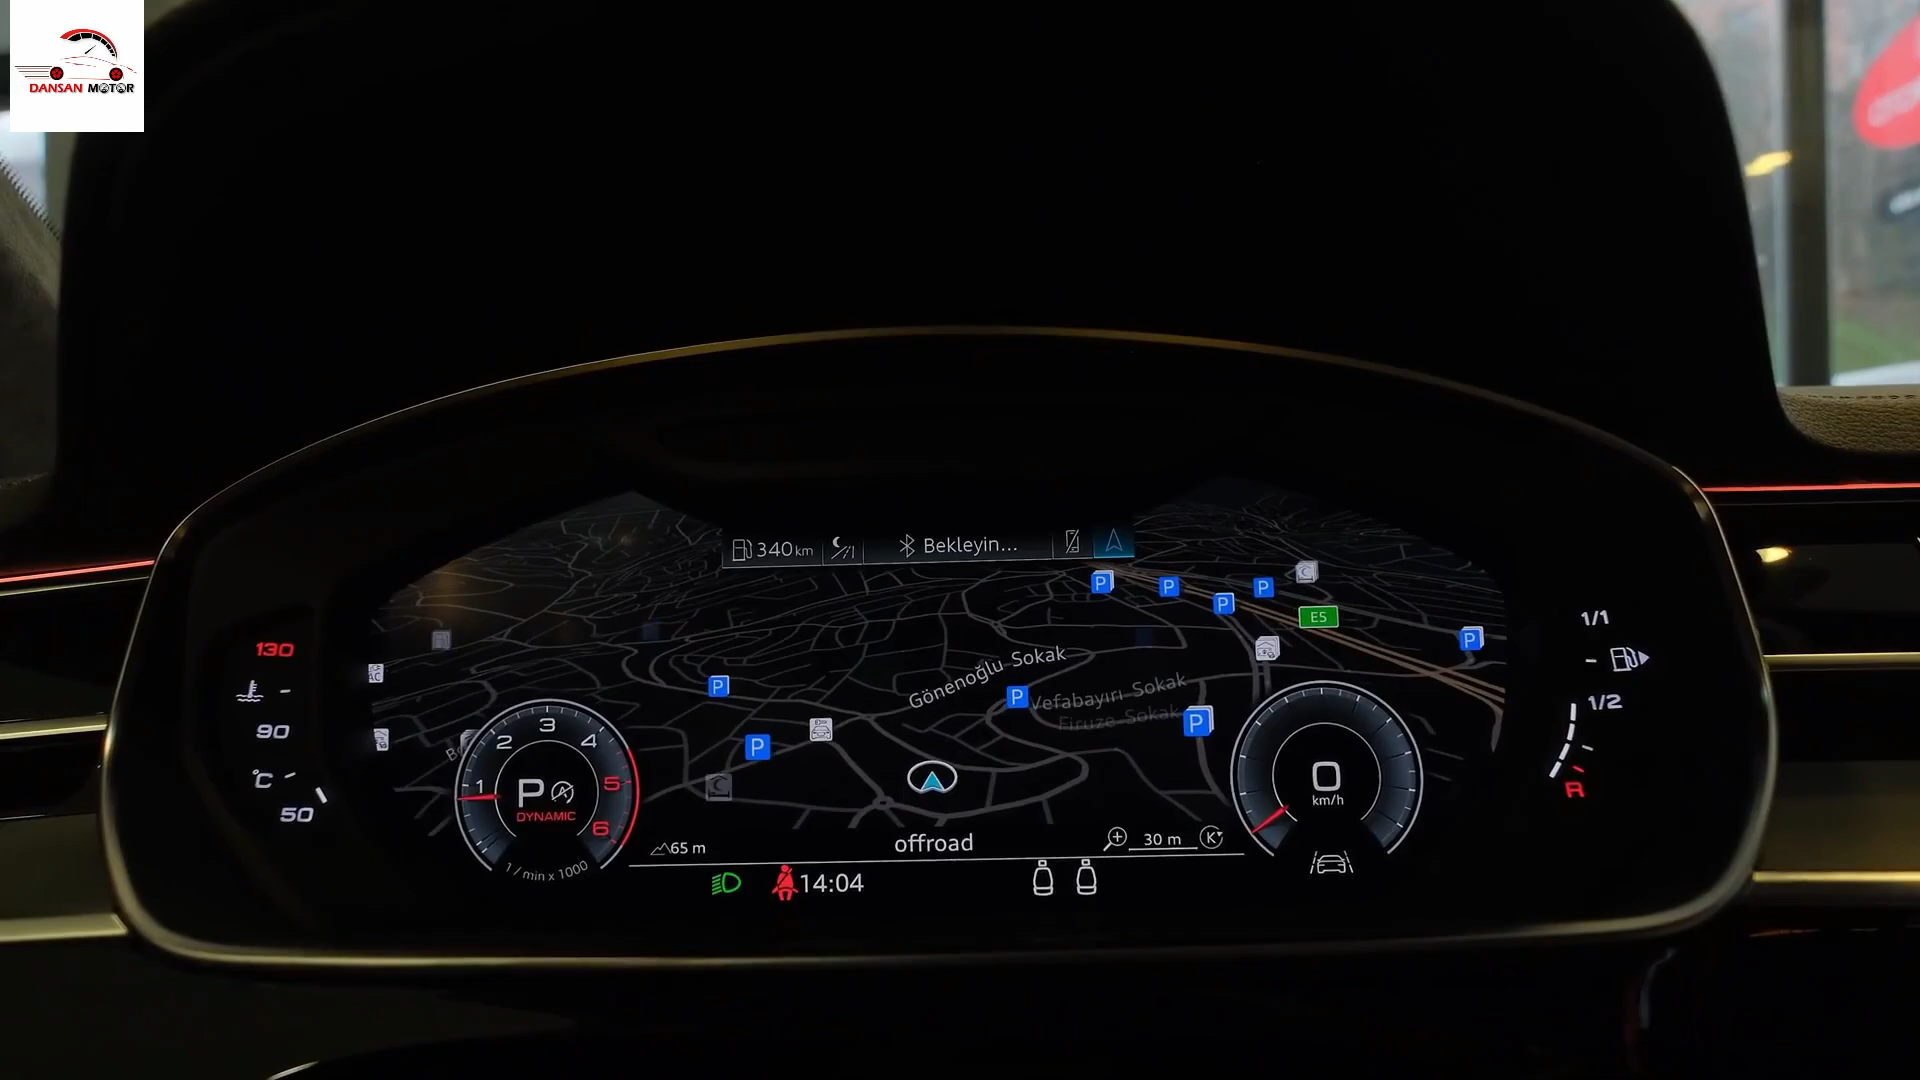 DANSAN MOTOR
340 km
Bekleyin...
P
P
P
P
P
P
P
P
P
E5
Gönenoğlu Sokak
Vefabayırı Sokak
Firuze Sokak
130
90
°C
50
1
2
3
4
5
6
P
DYNAMIC
1 / min x 1000
0
km/h
1/1
1/2
R
65 m
offroad
30 m
K
14:04